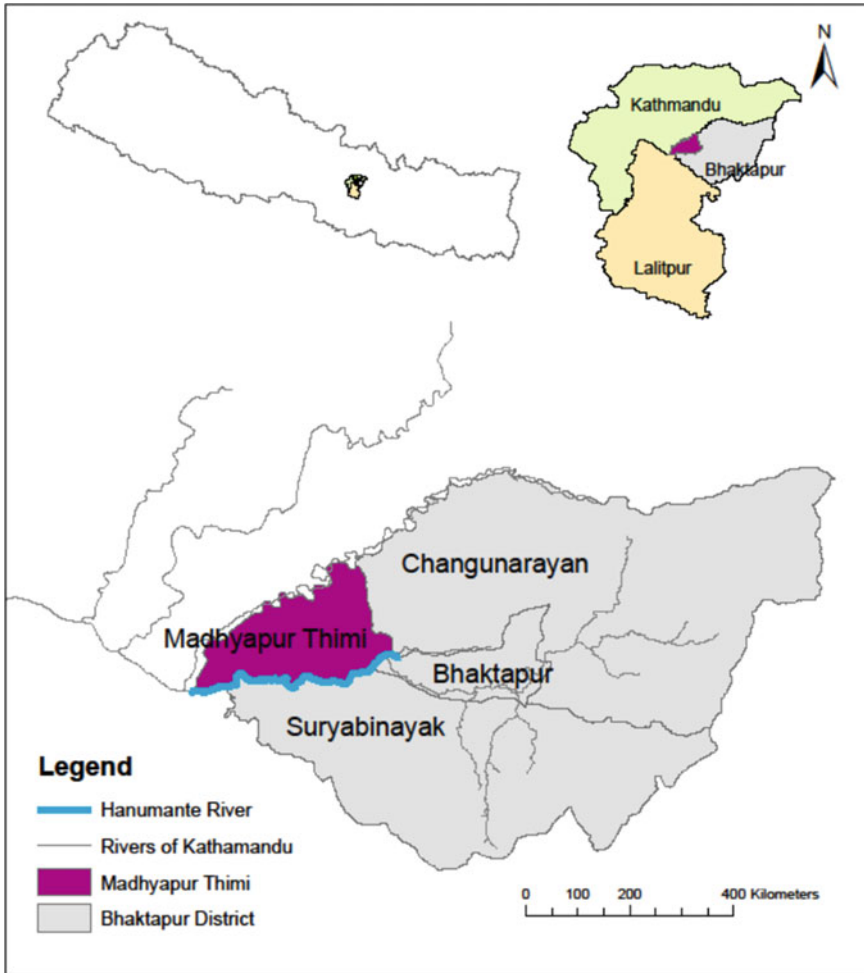 N
Kathmandu
Bhaktapur
Lalitpur
Changunarayan
Madhyapur Thimi
Bhaktapur
Suryabinayak
Legend
Hanumante River
Rivers of Kathamandu
Madhyapur Thimi
Bhaktapur District
0 100 200 400 Kilometers